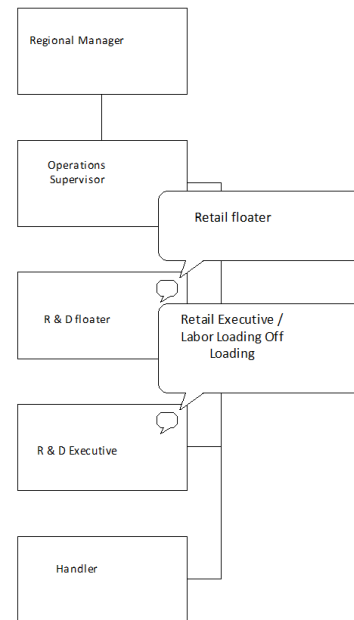 Regional Manager
Operations
Supervisor
Retail floater
R & D floater
Retail Executive /
Labor Loading Off
Loading
R & D Executive
Handler